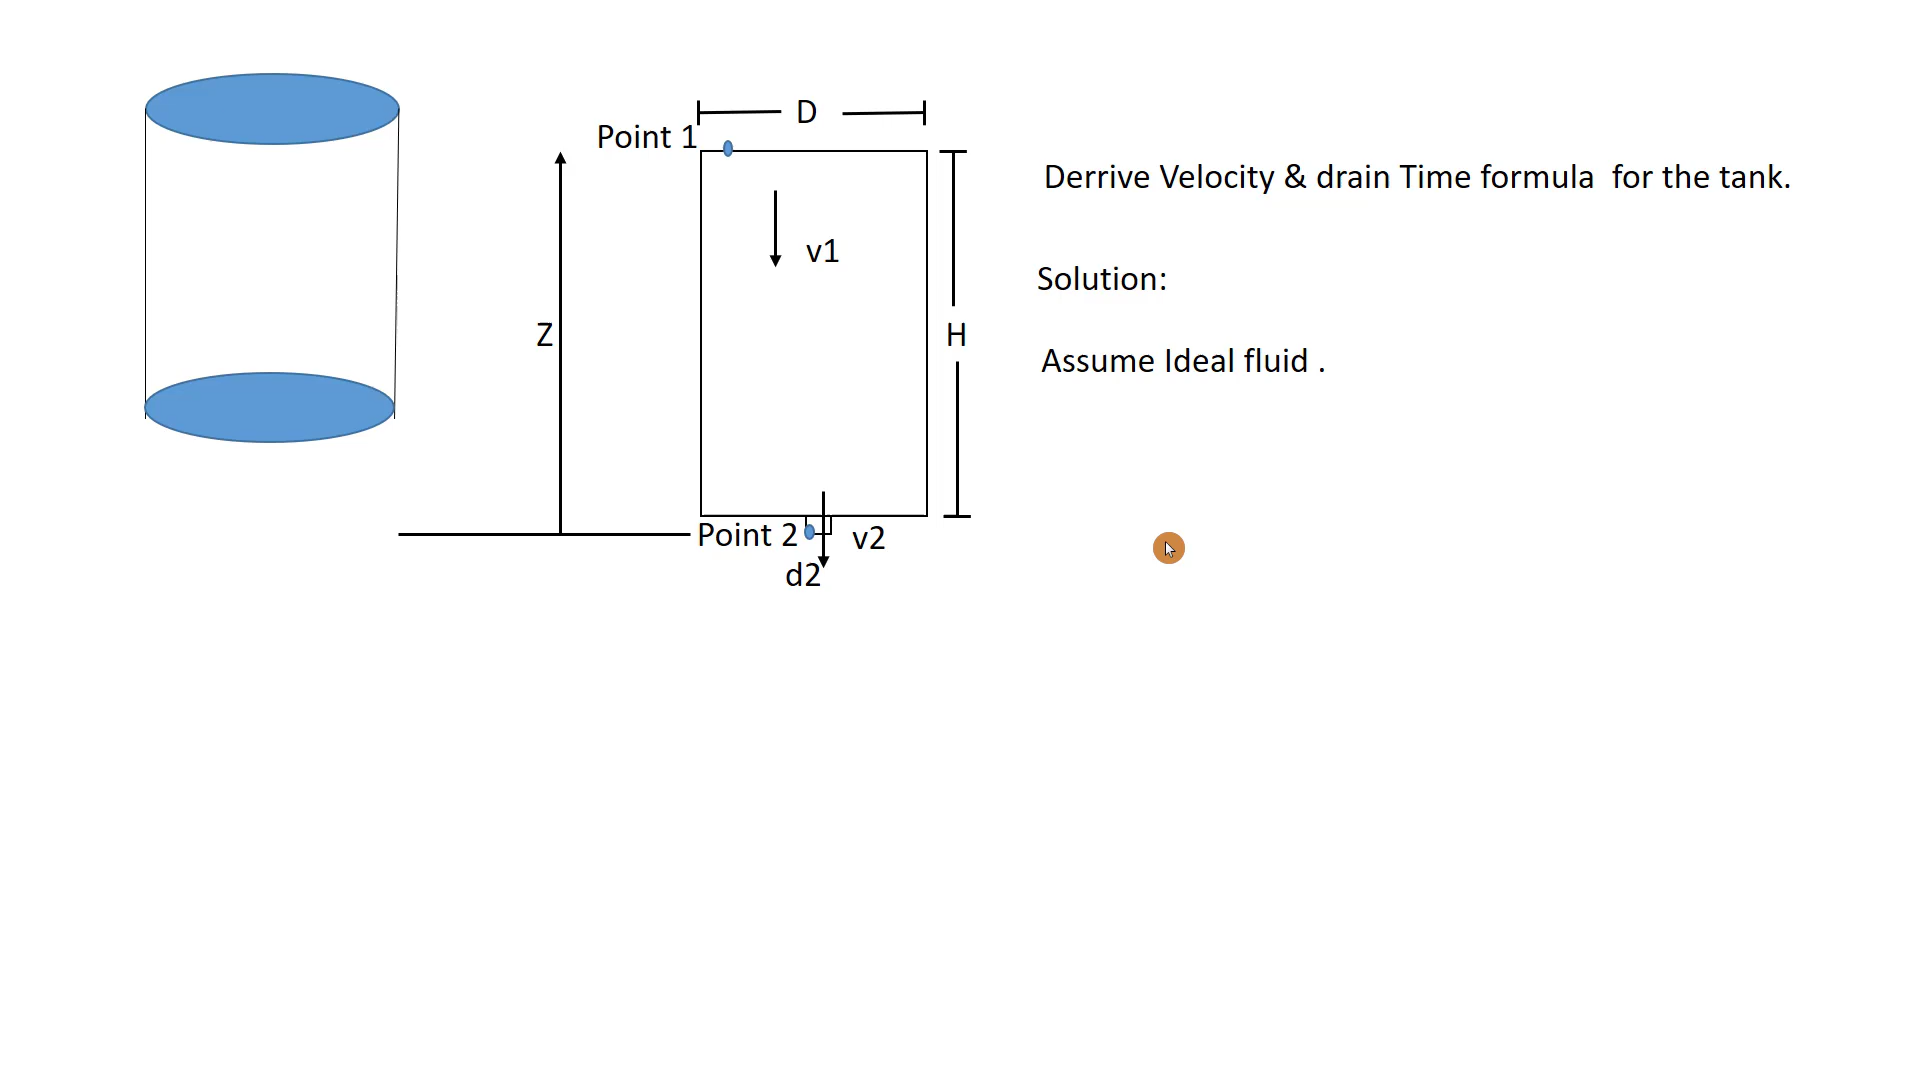 D
Point 1
Derrive Velocity & drain Time formula for the tank.
v1
Solution:
Z
H
Assume Ideal fluid .
Point 2
v2
d2